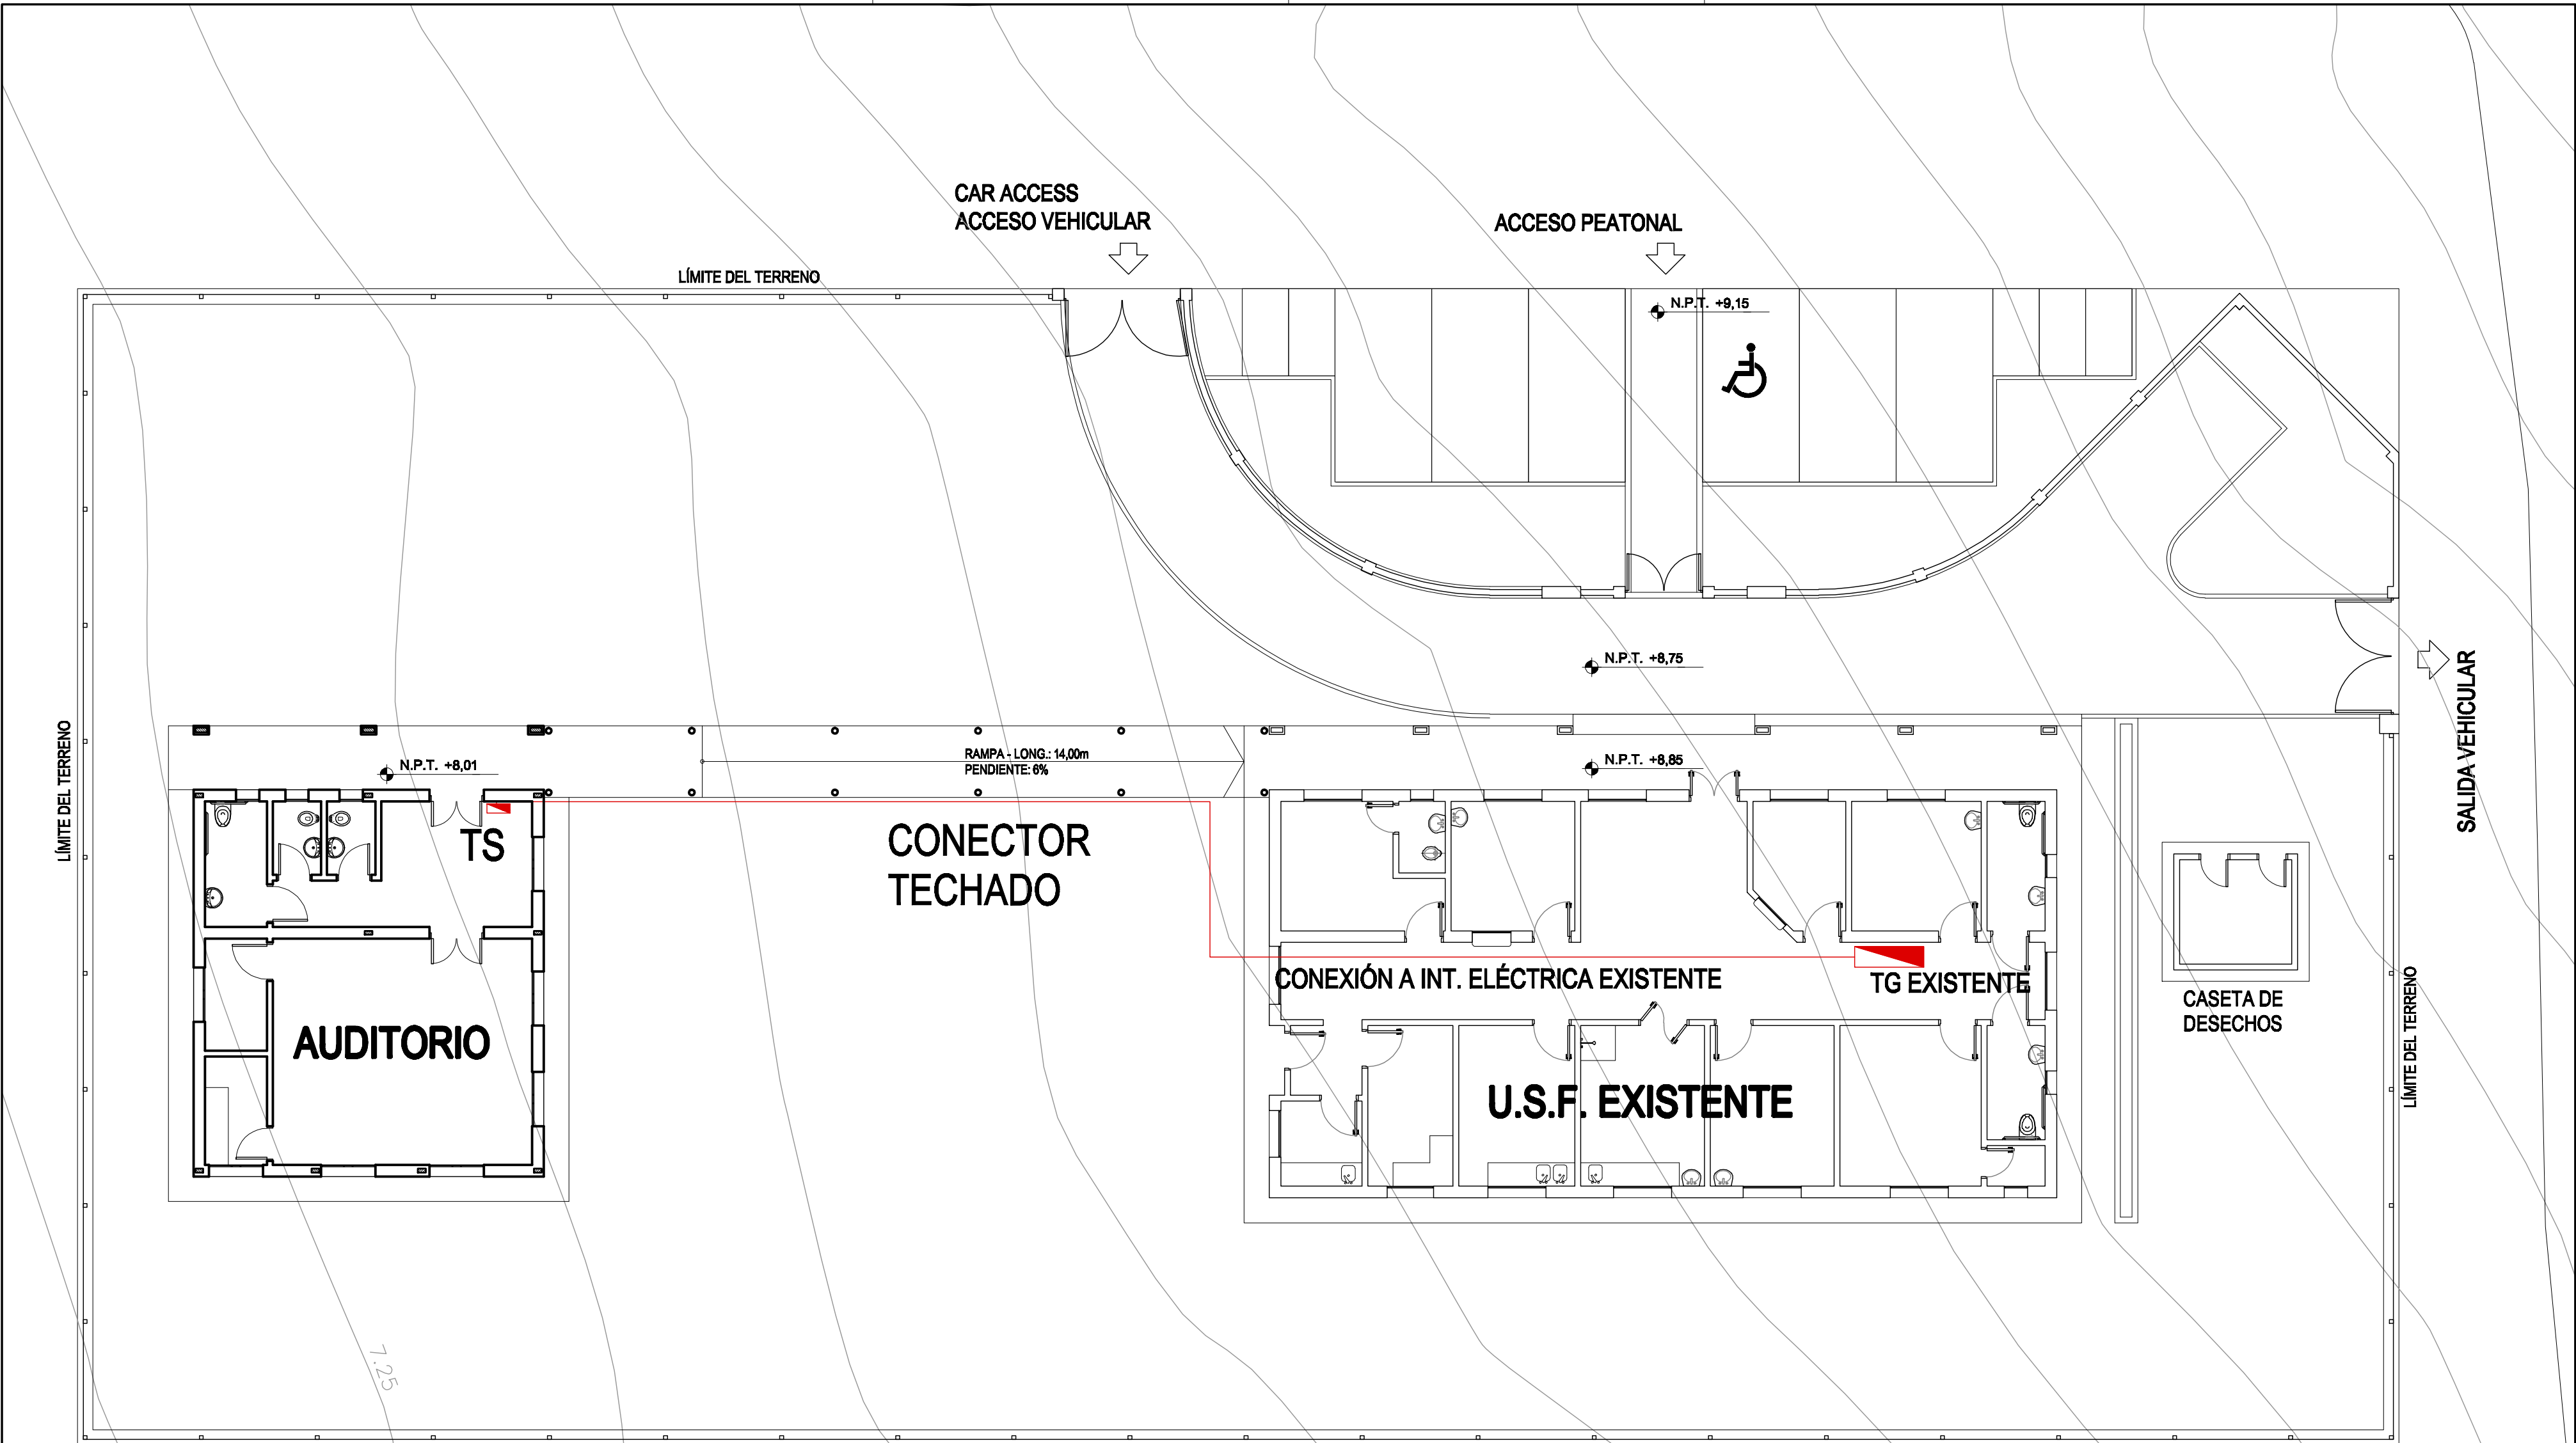 CAR ACCESS
ACCESO VEHICULAR
ACCESO PEATONAL
LÍMITE DEL TERRENO
N.P.T. +9,15
N.P.T. +8,75
SALIDA VEHICULAR
LÍMITE DEL TERRENO
RAMPA - LONG.: 14,00m
PENDIENTE: 6%
N.P.T. +8,01
N.P.T. +8,85
TS
CONECTOR
TECHADO
CONEXIÓN A INT. ELÉCTRICA EXISTENTE
TG EXISTENTE
CASETA DE
DESECHOS
LÍMITE DEL TERRENO
AUDITORIO
U.S.F. EXISTENTE
7.25